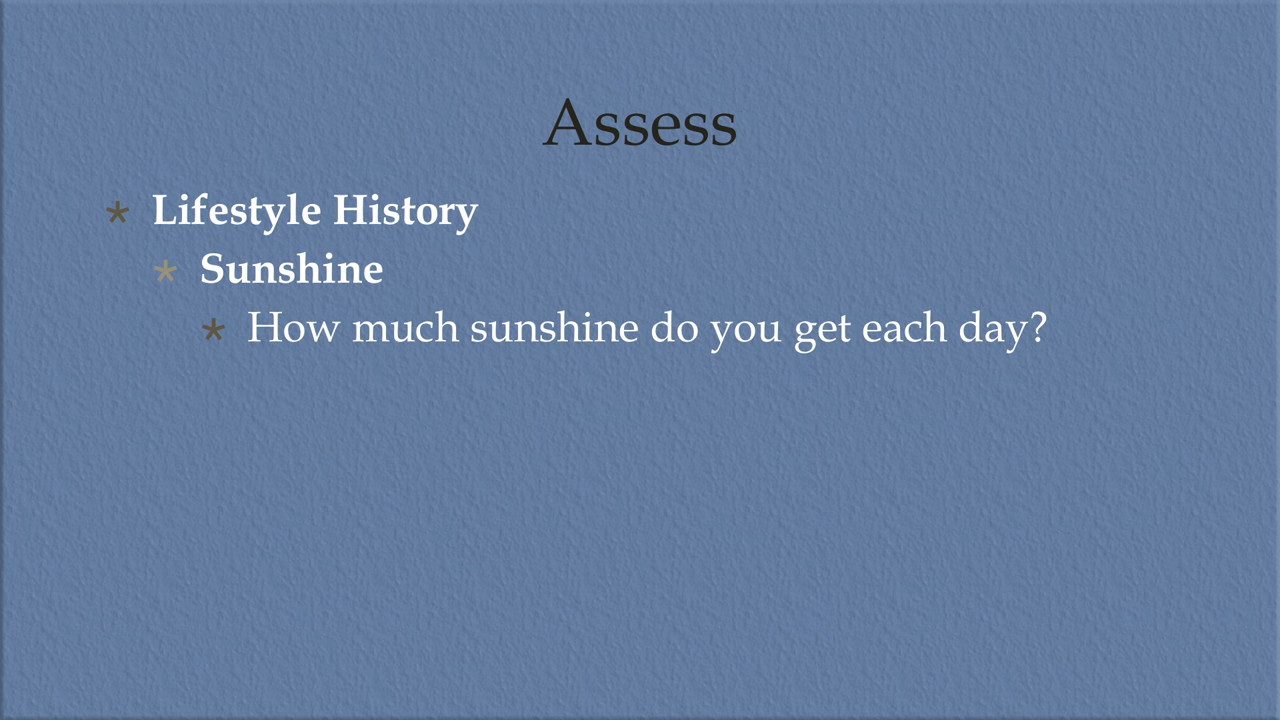 Assess
* Lifestyle History
* Sunshine
* How much sunshine do you get each day?